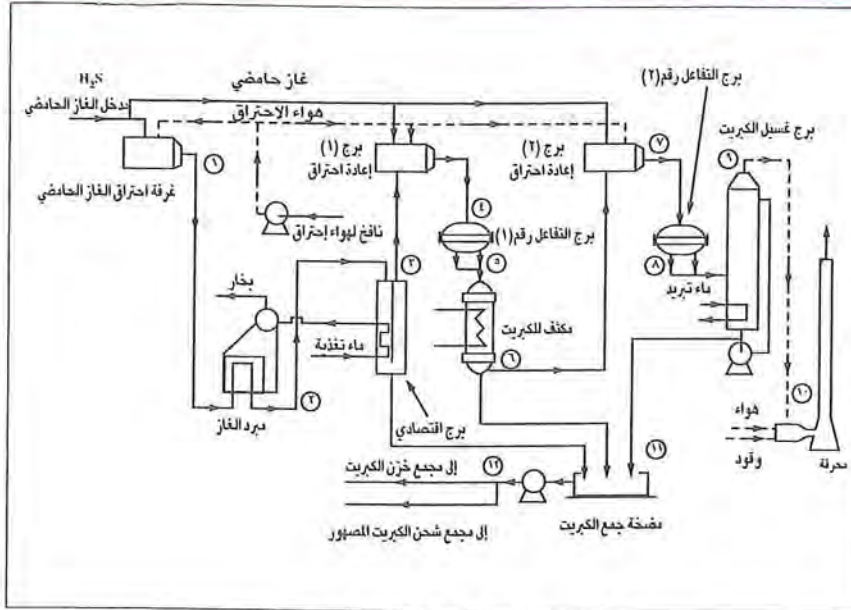 غاز حامضي
H₂S
مدخل الغاز الحامضي
هواء الإحتراق
برج التفاعل رقم(٢)
برج غسيل الكبريت
برج (١)
إعادة احتراق
برج (٢)
إعادة احتراق
٧
٩
١
غرفة احتراق الغاز الحامضي
نافخ لهواء إحتراق
٤
برج التفاعل رقم(١)
٣
٥
٨
ماء تبريد
بخار
ماء تغذية
مكثف للكبريت
٦
٢
مبرد الغاز
برج اقتصادي
١٠
هواء
وقود
محرقة
١١
١٢
إلى مجمع خزن الكبريت
مضخة جمع الكبريت
إلى مجمع شحن الكبريت المصهور